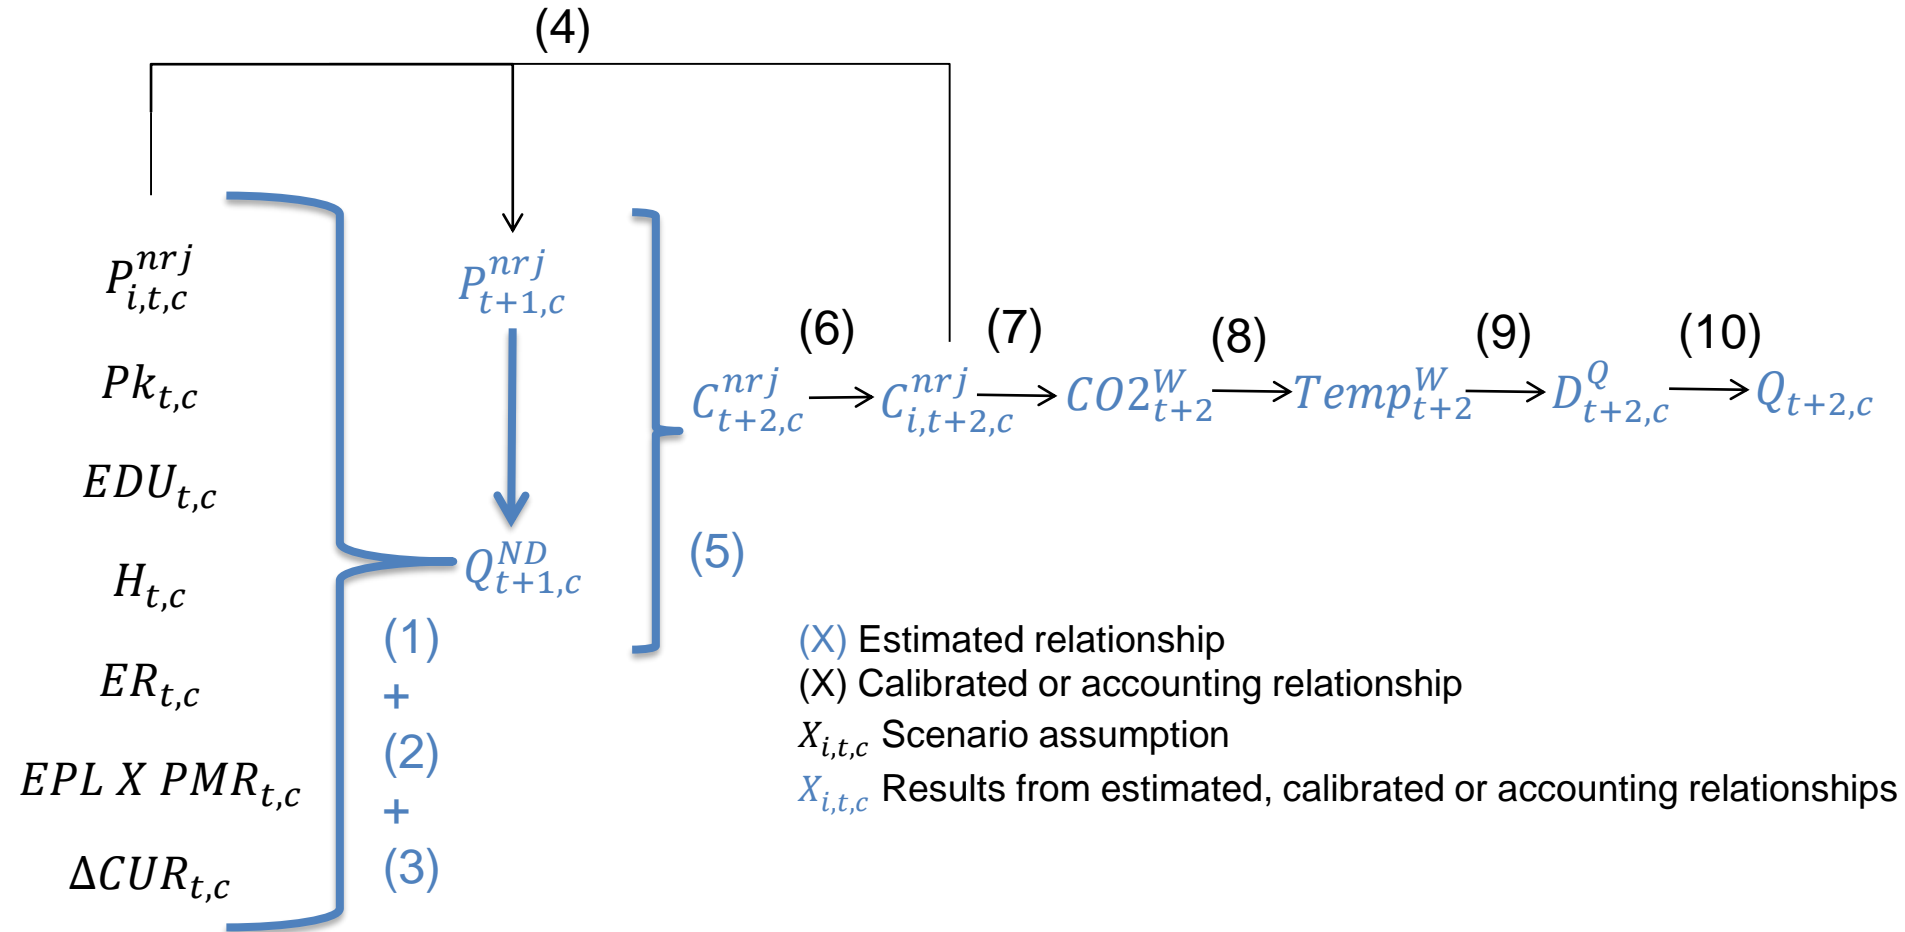 (4)
P^{nrj}_{i,t,c}
Pk_{t,c}
EDU_{t,c}
H_{t,c}
ER_{t,c}
EPL X PMR_{t,c}
ΔCUR_{t,c}
P^{nrj}_{t+1,c}
Q^{ND}_{t+1,c}
(1)
+
(2)
+
(3)
(5)
C^{nrj}_{t+2,c}
(6)
C^{nrj}_{i,t+2,c}
(7)
CO2^{W}_{t+2}
(8)
Temp^{W}_{t+2}
(9)
D^{Q}_{t+2,c}
(10)
Q_{t+2,c}
(X) Estimated relationship
(X) Calibrated or accounting relationship
X_{i,t,c} Scenario assumption
X_{i,t,c} Results from estimated, calibrated or accounting relationships